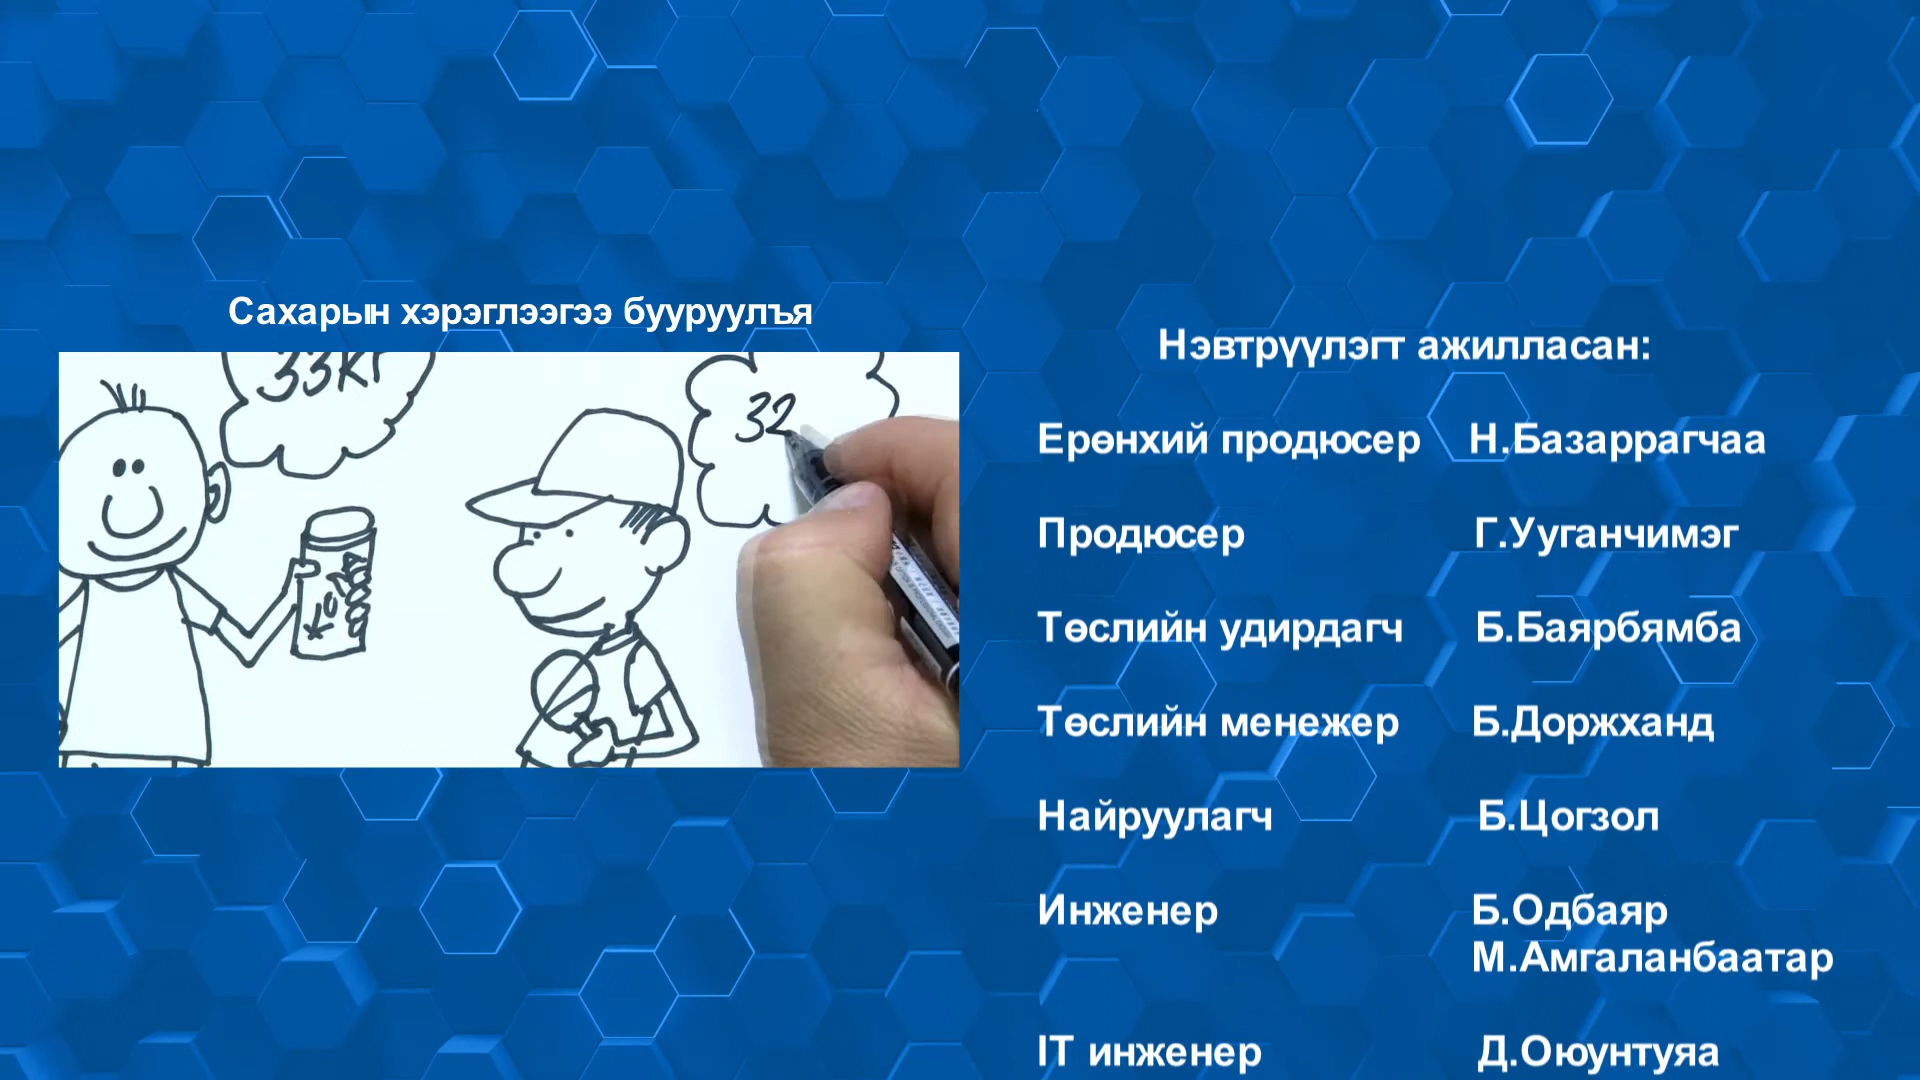 Сахарын хэрэглээгээ бууруулъя
33кг
32
Нэвтрүүлэгт ажилласан:
Ерөнхий продюсер Н.Базаррагчаа
Продюсер Г.Ууганчимэг
Төслийн удирдагч Б.Баярбямба
Төслийн менежер Б.Доржханд
Найруулагч Б.Цогзол
Инженер Б.Одбаяр
М.Амгаланбаатар
IT инженер Д.Оюунтуяа